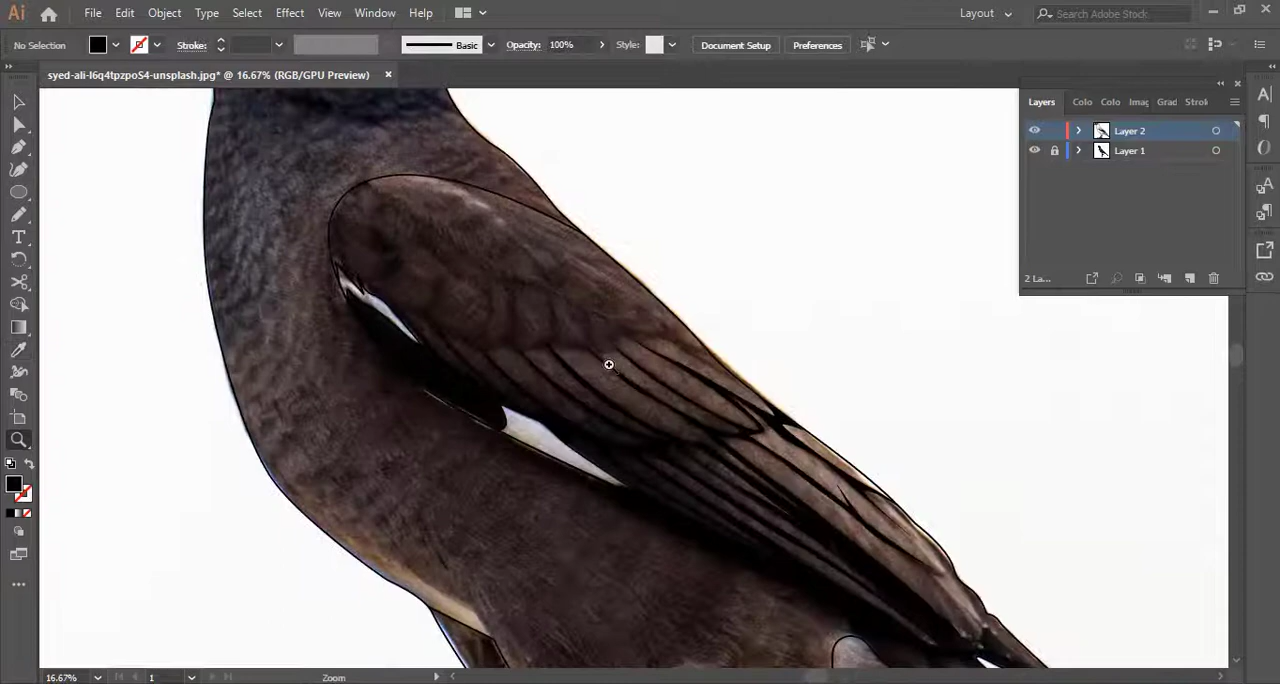 Ai File Edit Object Type Select Effect View Window Help Layout Search Adobe Stock
No Selection Stroke: Basic Opacity: 100% Style: Document Setup Preferences
syed-ali-l6q4tpzpoS4-unsplash.jpg* @ 16.67% (RGB/GPU Preview)
Layers Colo Colo Imag Grad Strok
Layer 2
Layer 1
2 La...
16.67% 1 Zoom